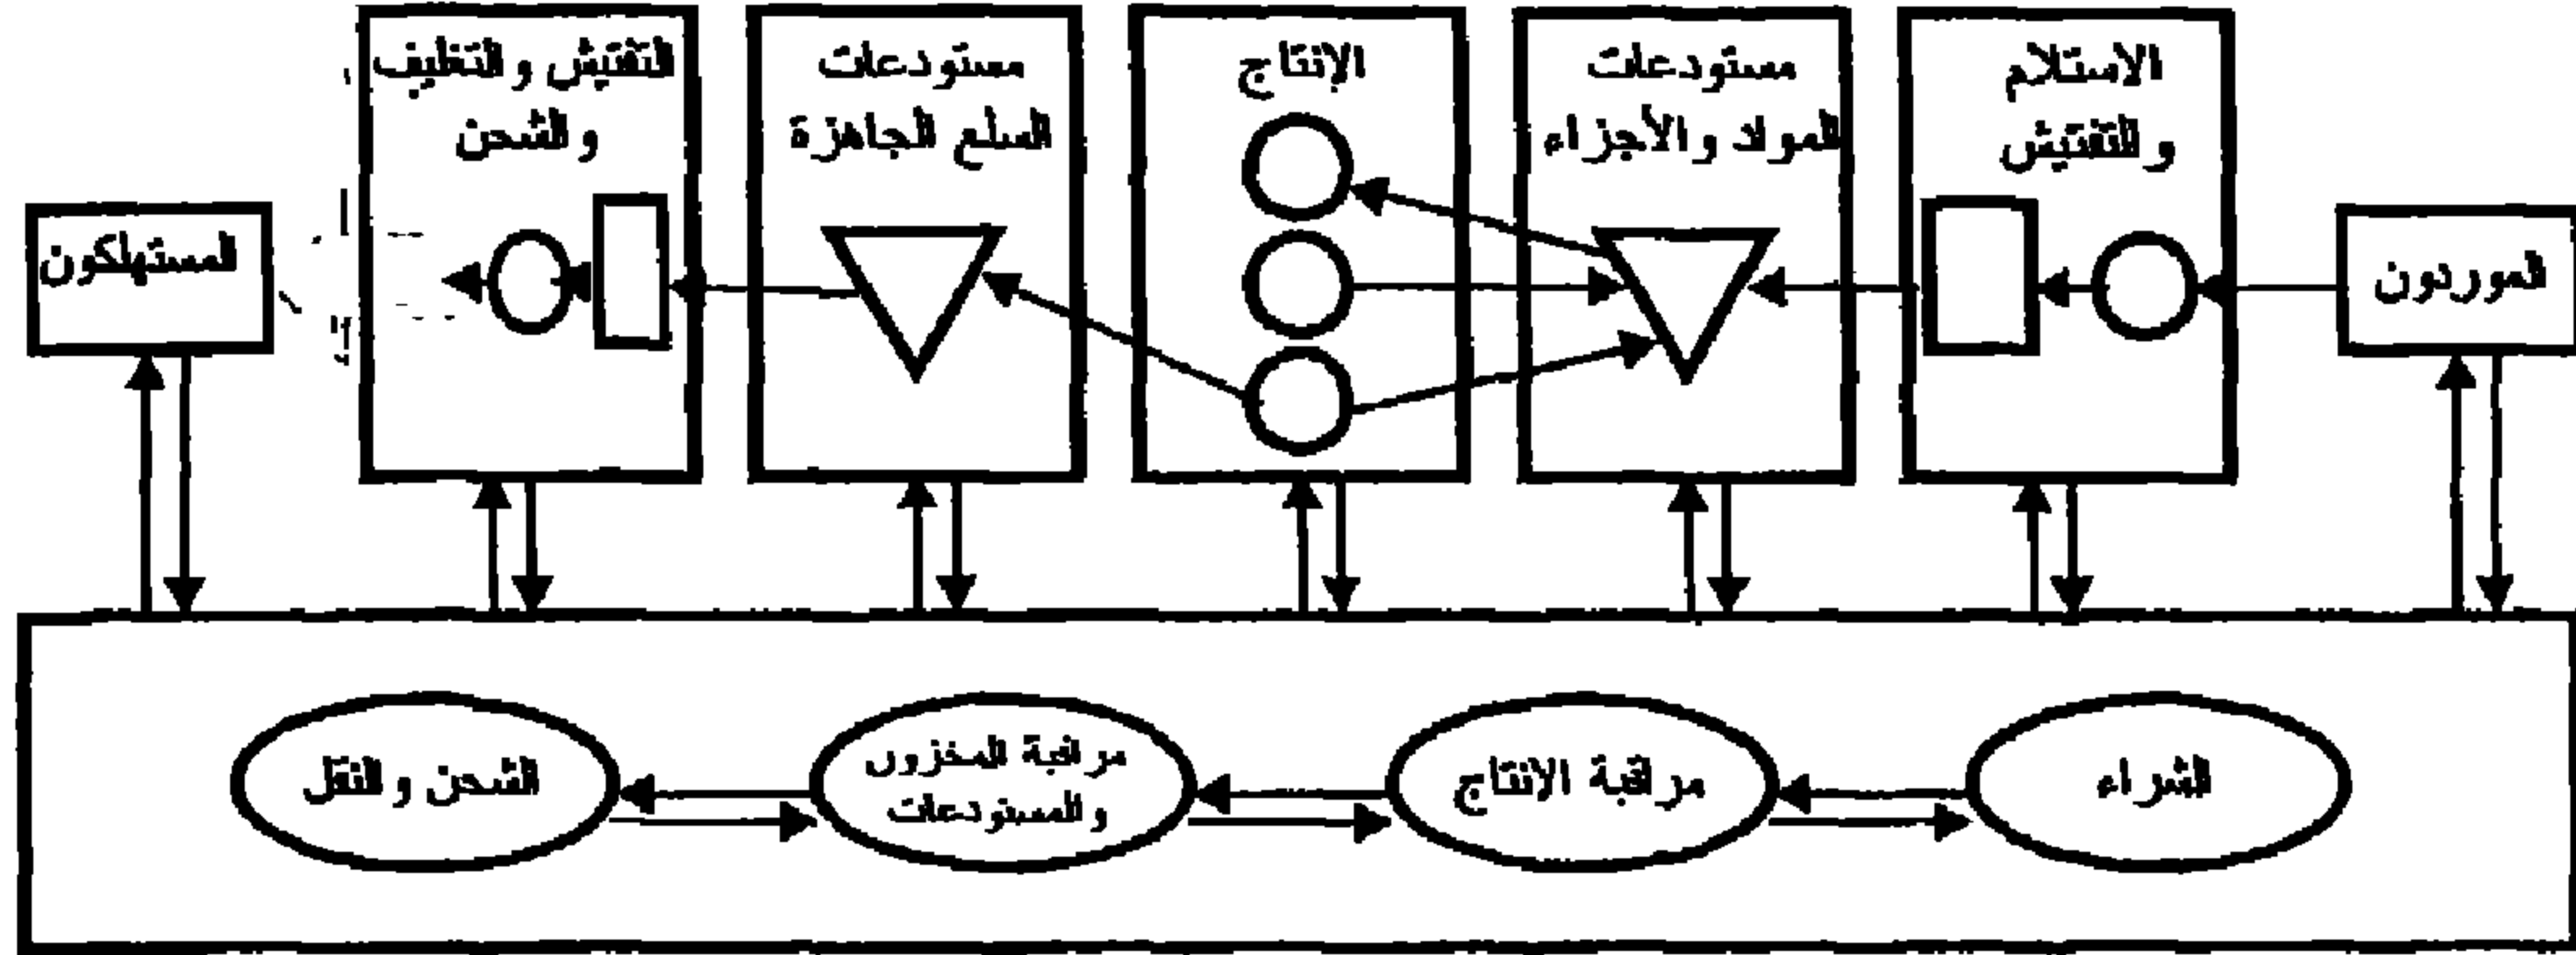 الاستلام
والتفتيش
مستودعات
المواد والأجزاء
الإنتاج
مستودعات
السلع الجاهزة
التفتيش والتغليف
والشحن
الموردون
المستهلكون
الشراء
مراقبة الإنتاج
مراقبة المخزون
والمستودعات
الشحن والنقل